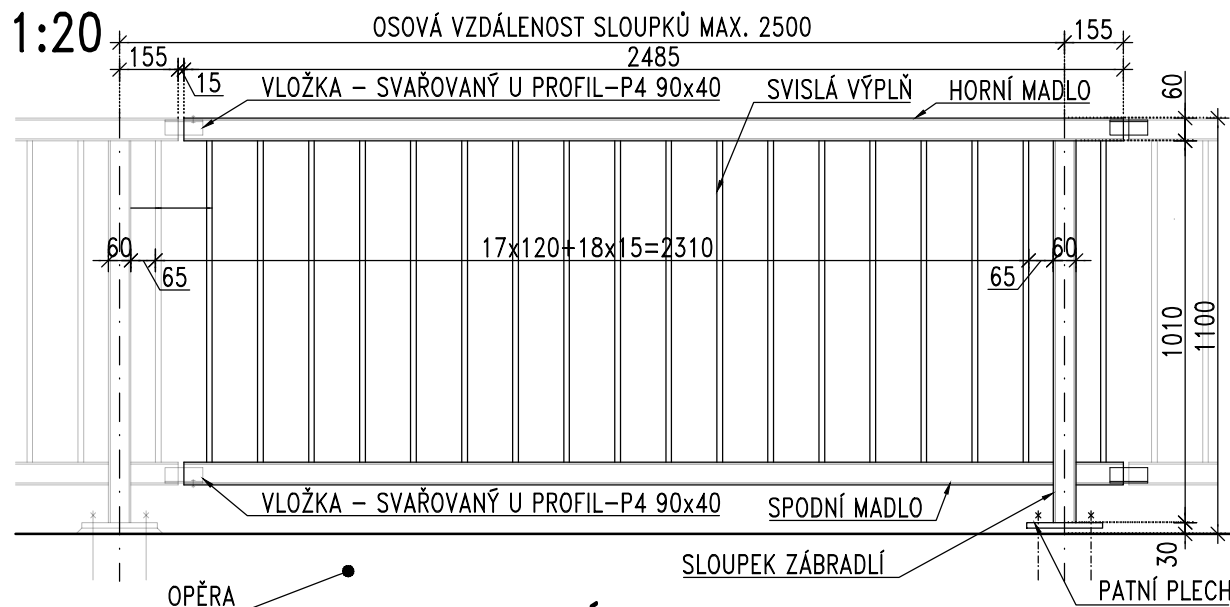 1:20
OSOVÁ VZDÁLENOST SLOUPKŮ MAX. 2500
155
155
2485
15
VLOŽKA – SVAŘOVANÝ U PROFIL–P4 90x40
SVISLÁ VÝPLŇ
HORNÍ MADLO
60
60
65
17x120+18x15=2310
65
60
1010
1100
VLOŽKA – SVAŘOVANÝ U PROFIL–P4 90x40
SPODNÍ MADLO
SLOUPEK ZÁBRADLÍ
30
OPĚRA
PATNÍ PLECH